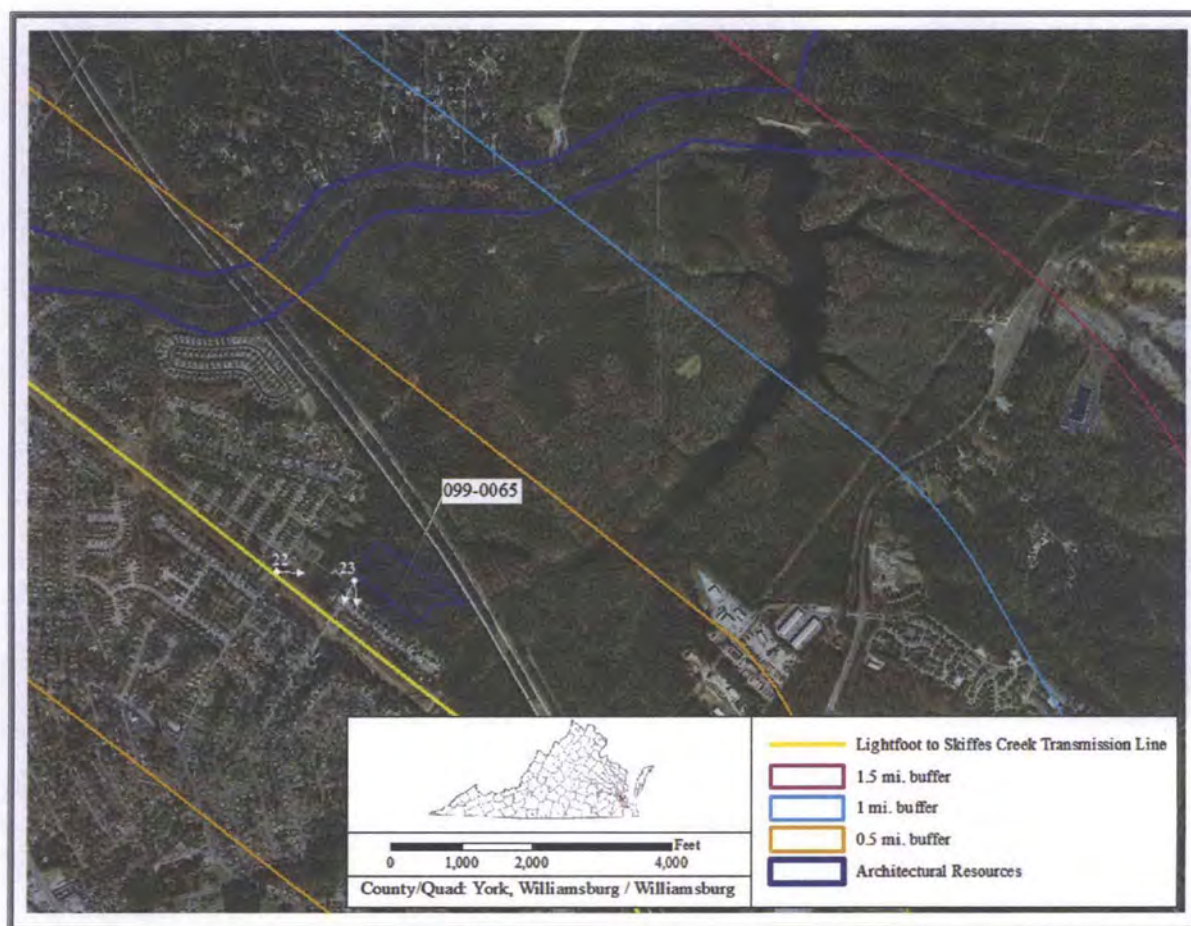 099-0065
22
23
Feet
0 1,000 2,000 4,000
County/Quad: York, Williamsburg / Williamsburg
Lightfoot to Skiffes Creek Transmission Line
1.5 mi. buffer
1 mi. buffer
0.5 mi. buffer
Architectural Resources